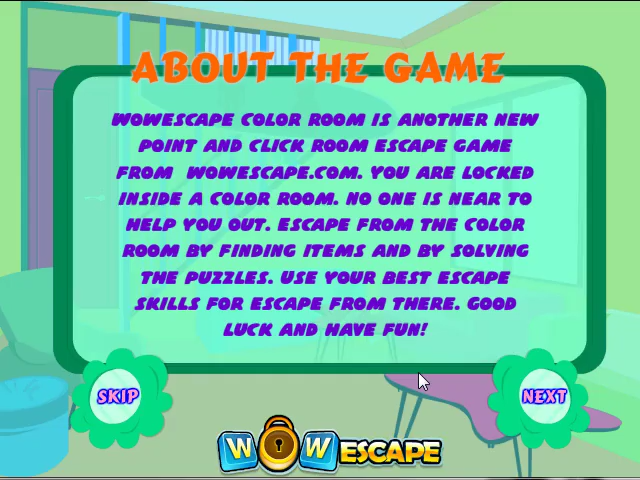 ABOUT THE GAME
WOWESCAPE COLOR ROOM IS ANOTHER NEW
POINT AND CLICK ROOM ESCAPE GAME
FROM WOWESCAPE.COM. YOU ARE LOCKED
INSIDE A COLOR ROOM. NO ONE IS NEAR TO
HELP YOU OUT. ESCAPE FROM THE COLOR
ROOM BY FINDING ITEMS AND BY SOLVING
THE PUZZLES. USE YOUR BEST ESCAPE
SKILLS FOR ESCAPE FROM THERE. GOOD
LUCK AND HAVE FUN!
SKIP
NEXT
WOW ESCAPE